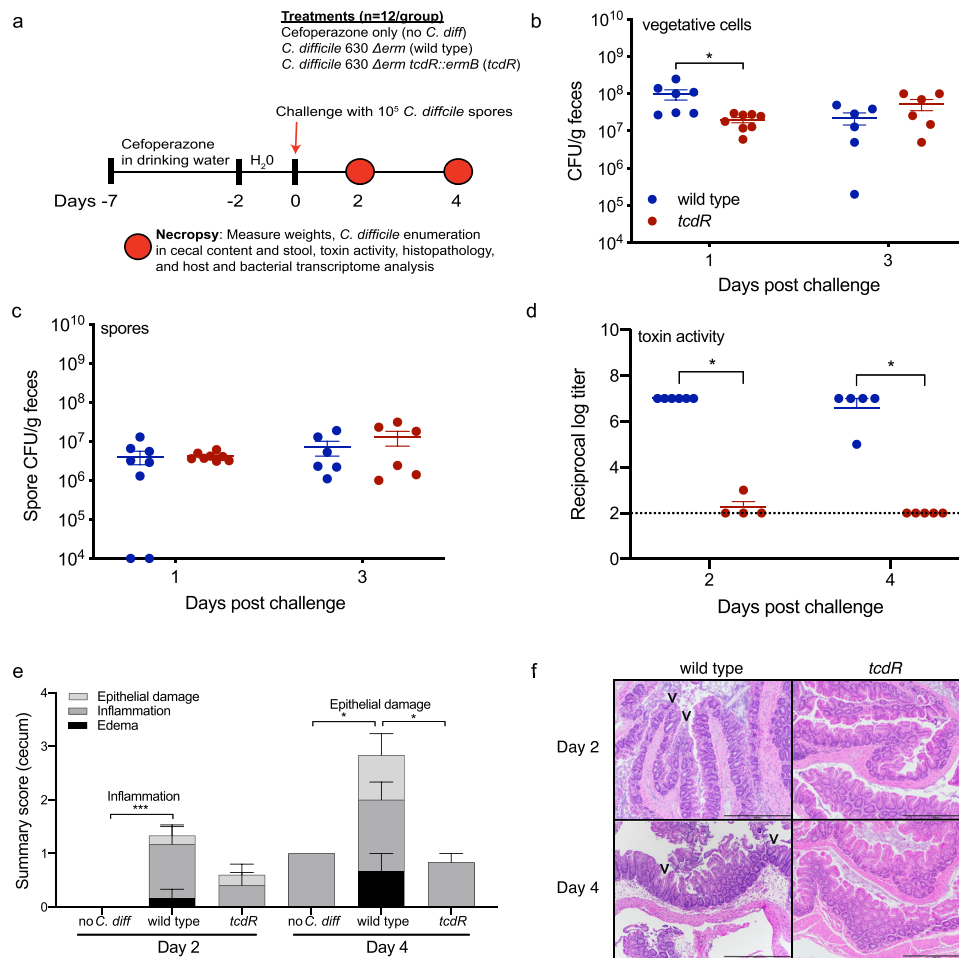 a
Treatments (n=12/group)
Cefoperazone only (no C. diff)
C. difficile 630 Δerm (wild type)
C. difficile 630 Δerm tcdR::ermB (tcdR)
Challenge with 10⁵ C. diffcile spores
Cefoperazone
in drinking water
H₂0
Days -7
-2
0
2
4
Necropsy: Measure weights, C. difficile enumeration
in cecal content and stool, toxin activity, histopathology,
and host and bacterial transcriptome analysis
b
vegetative cells
CFU/g feces
10¹⁰
10⁹
10⁸
10⁷
10⁶
10⁵
10⁴
*
wild type
tcdR
1
3
Days post challenge
c
spores
Spore CFU/g feces
10¹⁰
10⁹
10⁸
10⁷
10⁶
10⁵
10⁴
1
3
Days post challenge
d
toxin activity
Reciprocal log titer
10
8
6
4
2
0
*
*
2
4
Days post challenge
e
Epithelial damage
Inflammation
Edema
Summary score (cecum)
4
3
2
1
0
Inflammation
***
Epithelial damage
*
*
no C. diff wild type tcdR no C. diff wild type tcdR
Day 2 Day 4
f
wild type tcdR
Day 2
v
v
Day 4
v
v